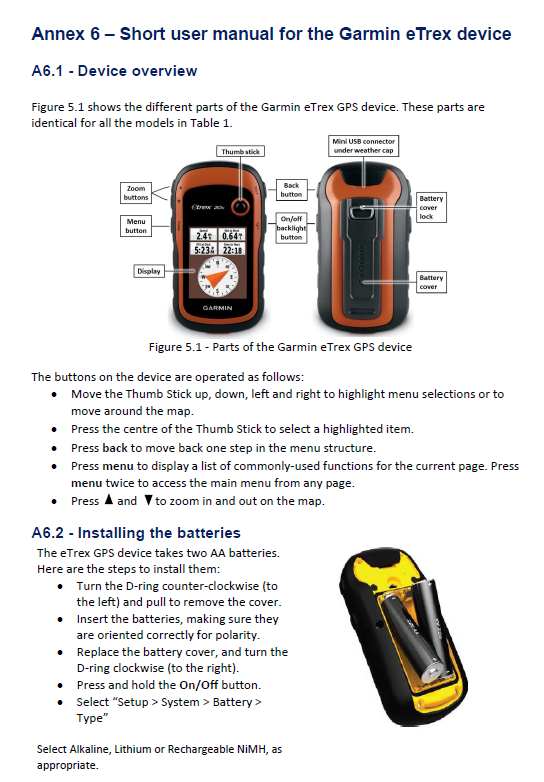 Annex 6 – Short user manual for the Garmin eTrex device
A6.1 - Device overview
Figure 5.1 shows the different parts of the Garmin eTrex GPS device. These parts are
identical for all the models in Table 1.
Thumb stick
Mini USB connector
under weather cap
Zoom
buttons
Back
button
Battery
cover
lock
Menu
button
On/off
backlight
button
Display
Battery
cover
eTrex 20x
2.4
0.64
5:23
22:18
GARMIN
Figure 5.1 - Parts of the Garmin eTrex GPS device
The buttons on the device are operated as follows:
• Move the Thumb Stick up, down, left and right to highlight menu selections or to
move around the map.
• Press the centre of the Thumb Stick to select a highlighted item.
• Press back to move back one step in the menu structure.
• Press menu to display a list of commonly-used functions for the current page. Press
menu twice to access the main menu from any page.
• Press ▲ and ▼ to zoom in and out on the map.
A6.2 - Installing the batteries
The eTrex GPS device takes two AA batteries.
Here are the steps to install them:
• Turn the D-ring counter-clockwise (to
the left) and pull to remove the cover.
• Insert the batteries, making sure they
are oriented correctly for polarity.
• Replace the battery cover, and turn the
D-ring clockwise (to the right).
• Press and hold the On/Off button.
• Select “Setup > System > Battery >
Type”
Select Alkaline, Lithium or Rechargeable NiMH, as
appropriate.